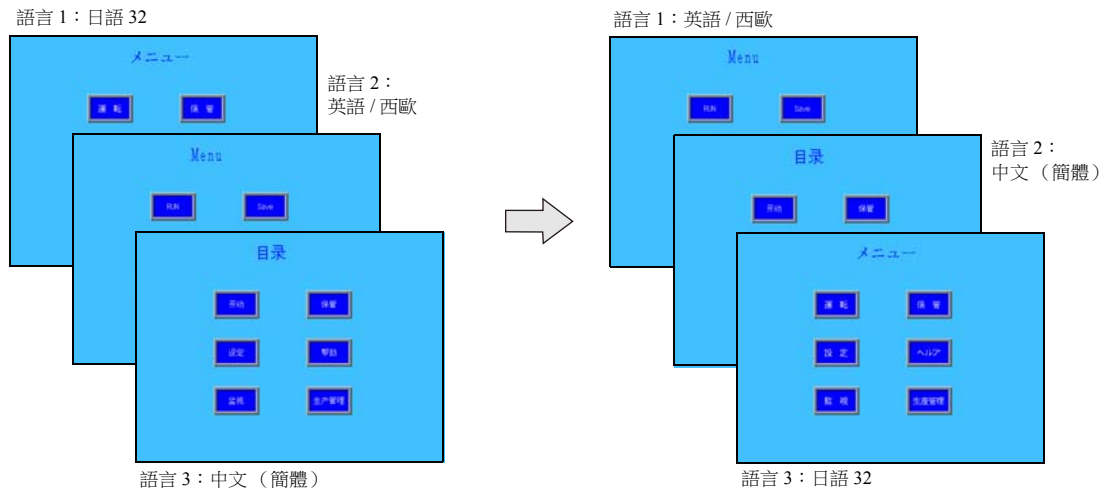 語言 1：日語 32
メニュー
運 転
保 管
語言 2：
英語 / 西歐
Menu
RUN
Save
目录
开动
保管
设定
帮助
监视
生产管理
語言 3：中文（簡體）
語言 1：英語 / 西歐
Menu
RUN
Save
語言 2：
中文（簡體）
目录
开动
保管
メニュー
運 転
保 管
設 定
ヘルプ
監 視
生産管理
語言 3：日語 32